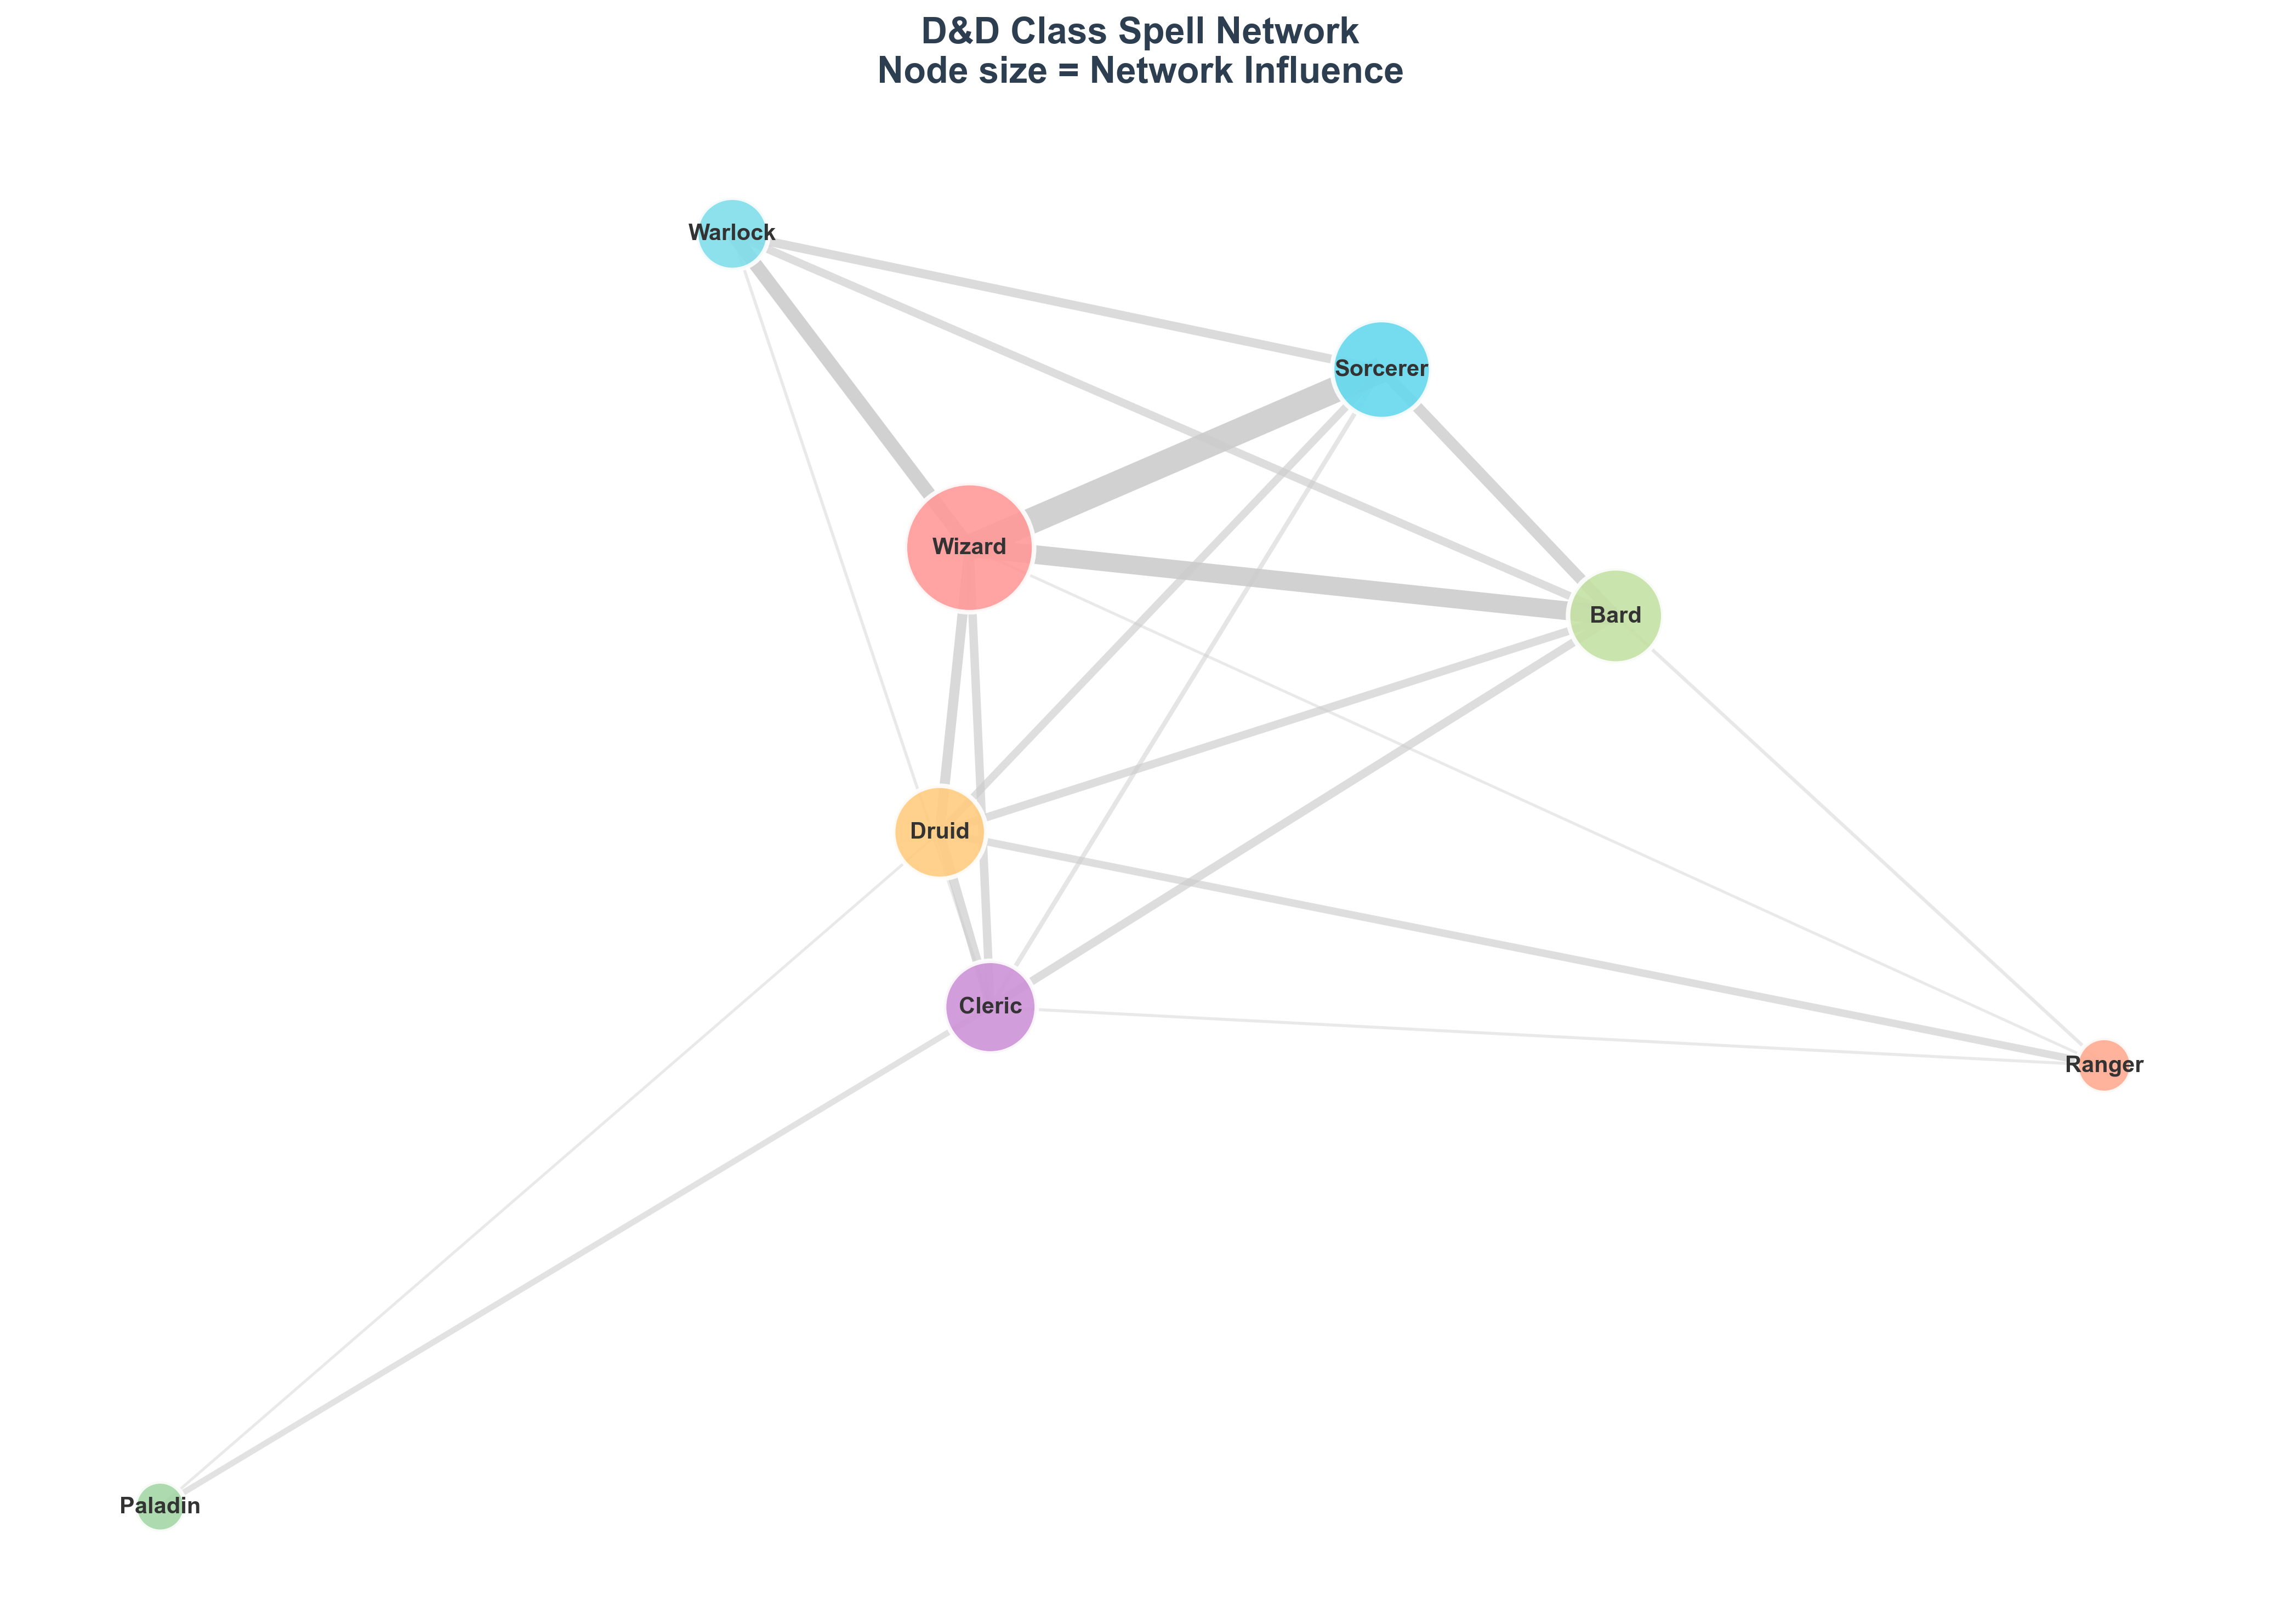 D&D Class Spell Network
Node size = Network Influence
Warlock
Sorcerer
Wizard
Bard
Druid
Cleric
Ranger
Paladin